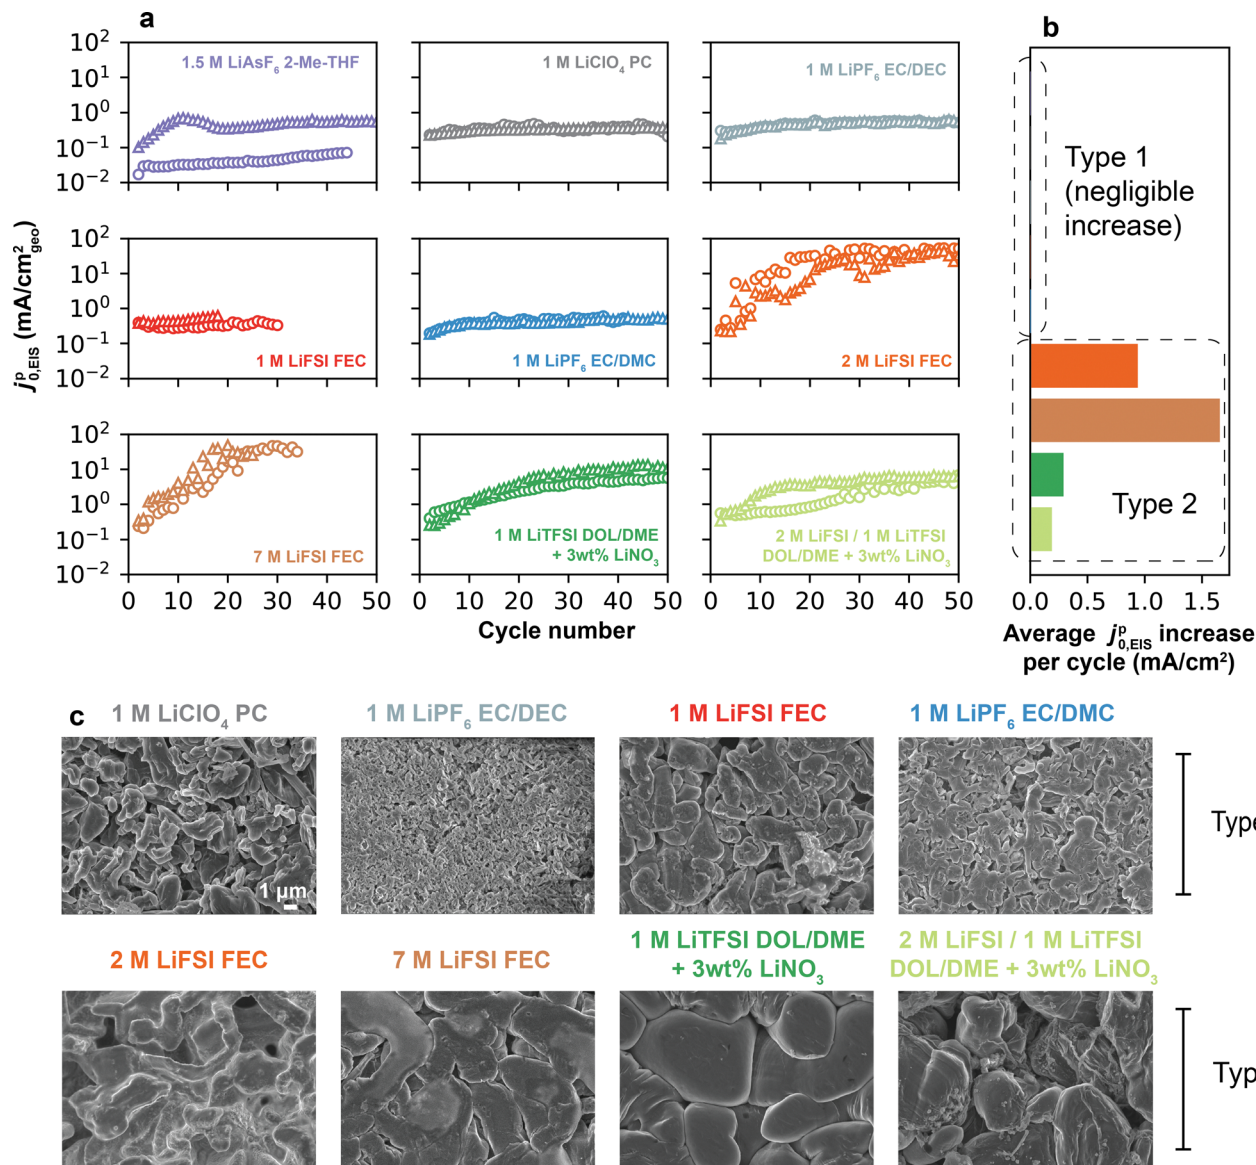 a
b
10²
10¹
10⁰
10⁻¹
10⁻²
1.5 M LiAsF₆ 2-Me-THF
1 M LiClO₄ PC
1 M LiPF₆ EC/DEC
10²
10¹
10⁰
10⁻¹
10⁻²
1 M LiFSI FEC
1 M LiPF₆ EC/DMC
2 M LiFSI FEC
10²
10¹
10⁰
10⁻¹
10⁻²
7 M LiFSI FEC
1 M LiTFSI DOL/DME
+ 3wt% LiNO₃
2 M LiFSI / 1 M LiTFSI
DOL/DME + 3wt% LiNO₃
0 10 20 30 40 50
0 10 20 30 40 50
0 10 20 30 40 50
Cycle number
j^p_0,EIS (mA/cm²_geo)
Type 1
(negligible
increase)
Type 2
0.0 0.5 1.0 1.5
Average j^p_0,EIS increase
per cycle (mA/cm²)
c
1 M LiClO₄ PC
1 M LiPF₆ EC/DEC
1 M LiFSI FEC
1 M LiPF₆ EC/DMC
1 µm
Type
2 M LiFSI FEC
7 M LiFSI FEC
1 M LiTFSI DOL/DME
+ 3wt% LiNO₃
2 M LiFSI / 1 M LiTFSI
DOL/DME + 3wt% LiNO₃
Typ